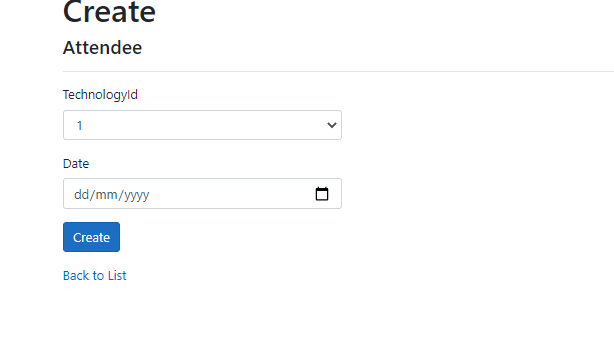 Create
Attendee
TechnologyId
1
Date
dd/mm/yyyy
Create
Back to List